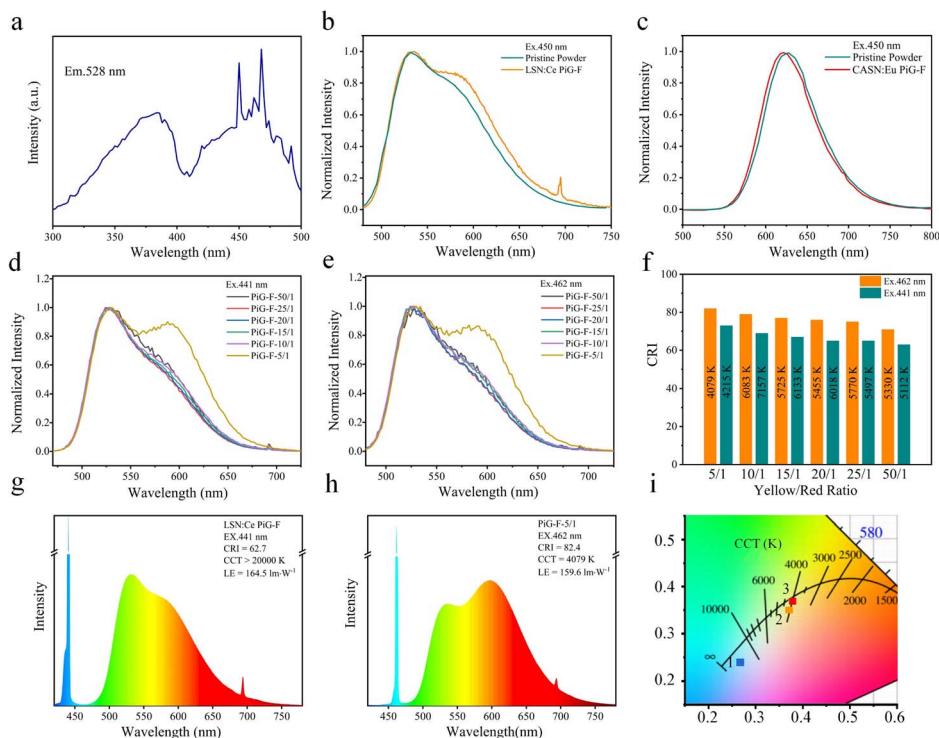 a
Em.528 nm
Intensity (a.u.)
300 400 500
Wavelength (nm)
b
Ex.450 nm
Pristine Powder
LSN:Ce PiG-F
Normalized Intensity
1.0
0.8
0.6
0.4
0.2
0.0
500 550 600 650 700 750
Wavelength (nm)
c
Ex.450 nm
Pristine Powder
CASN:Eu PiG-F
Normalized Intensity
1.0
0.8
0.6
0.4
0.2
0.0
500 550 600 650 700 750 800
Wavelength (nm)
d
Ex.441 nm
PiG-F-50/1
PiG-F-25/1
PiG-F-20/1
PiG-F-15/1
PiG-F-10/1
PiG-F-5/1
Normalized Intensity
1.2
1.0
0.8
0.6
0.4
0.2
0.0
500 550 600 650 700
Wavelength (nm)
e
Ex.462 nm
PiG-F-50/1
PiG-F-25/1
PiG-F-20/1
PiG-F-15/1
PiG-F-10/1
PiG-F-5/1
Normalized Intensity
1.2
1.0
0.8
0.6
0.4
0.2
0.0
500 550 600 650 700
Wavelength (nm)
f
Ex.462 nm
Ex.441 nm
CRI
100
80
60
40
20
0
4079 K
4215 K
6083 K
7157 K
5725 K
6133 K
5455 K
6018 K
5770 K
5497 K
5330 K
5112 K
5/1 10/1 15/1 20/1 25/1 50/1
Yellow/Red Ratio
g
LSN:Ce PiG-F
EX.441 nm
CRI = 62.7
CCT > 20000 K
LE = 164.5 lm·W⁻¹
Intensity
450 500 550 600 650 700 750
Wavelength (nm)
h
PiG-F-5/1
EX.462 nm
CRI = 82.4
CCT = 4079 K
LE = 159.6 lm·W⁻¹
Intensity
450 500 550 600 650 700 750
Wavelength(nm)
i
CCT (K)
580
0.5
0.4
0.3
0.2
10000
6000
4000
3000
2500
2000
1500
∞
1
2
3
0.2 0.3 0.4 0.5 0.6